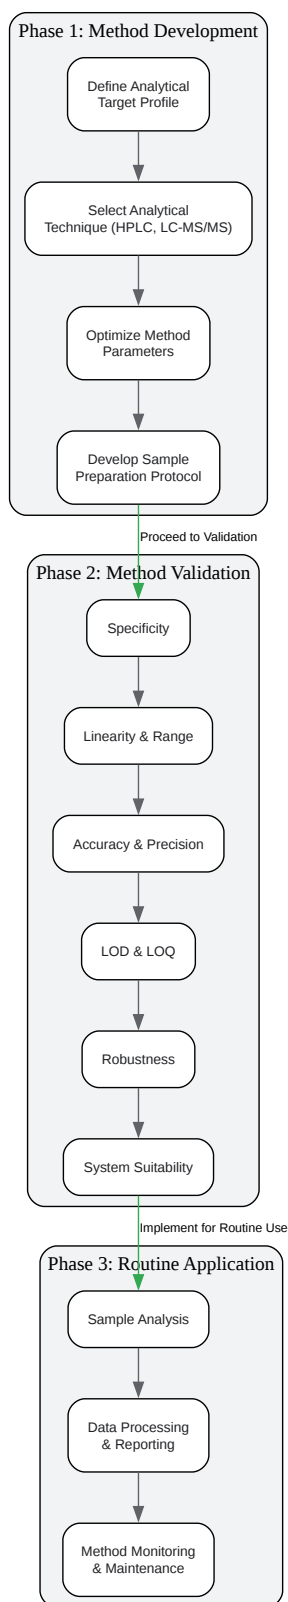 Phase 1: Method Development
Define Analytical
Target Profile
Select Analytical
Technique (HPLC, LC-MS/MS)
Optimize Method
Parameters
Develop Sample
Preparation Protocol
Proceed to Validation
Phase 2: Method Validation
Specificity
Linearity & Range
Accuracy & Precision
LOD & LOQ
Robustness
System Suitability
Implement for Routine Use
Phase 3: Routine Application
Sample Analysis
Data Processing
& Reporting
Method Monitoring
& Maintenance